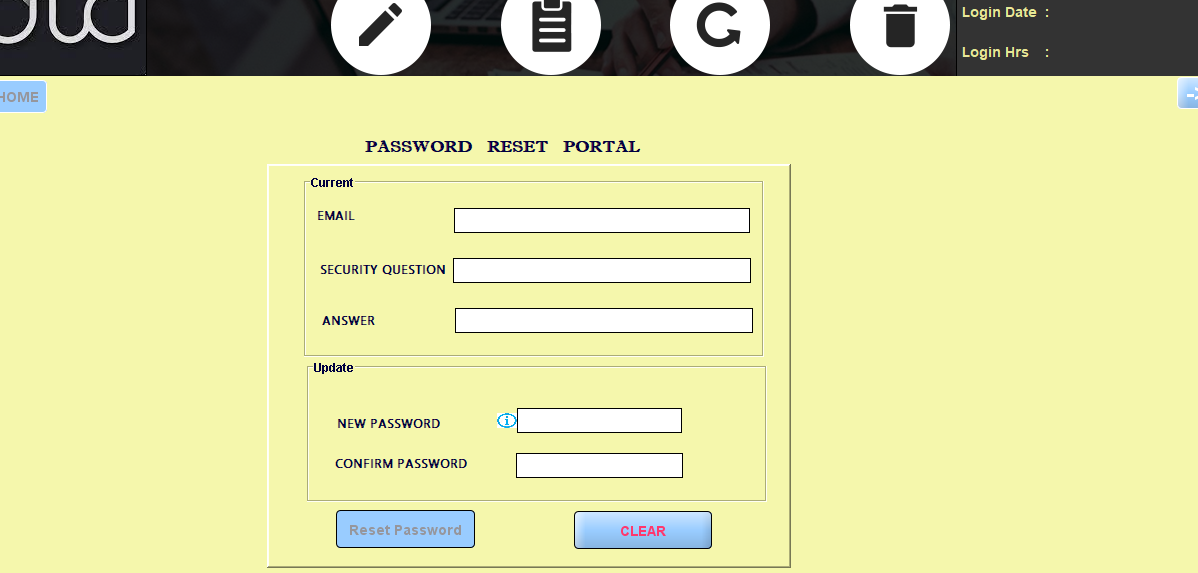 Login Date :
Login Hrs :
HOME
PASSWORD RESET PORTAL
Current
EMAIL
SECURITY QUESTION
ANSWER
Update
NEW PASSWORD
CONFIRM PASSWORD
Reset Password
CLEAR